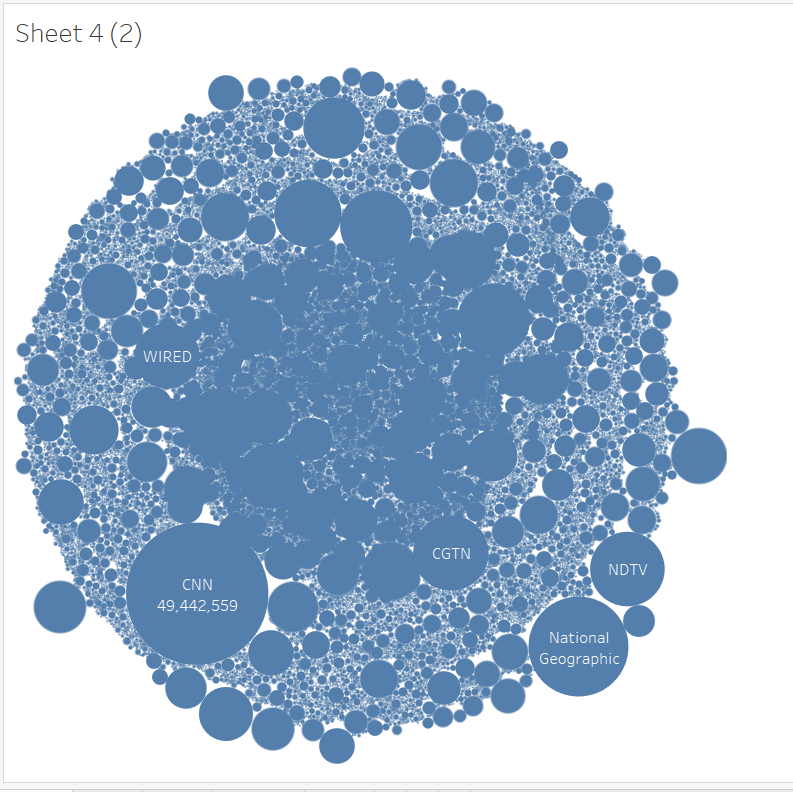 Sheet 4 (2)
WIRED
CGTN
CNN
49,442,559
NDTV
National
Geographic